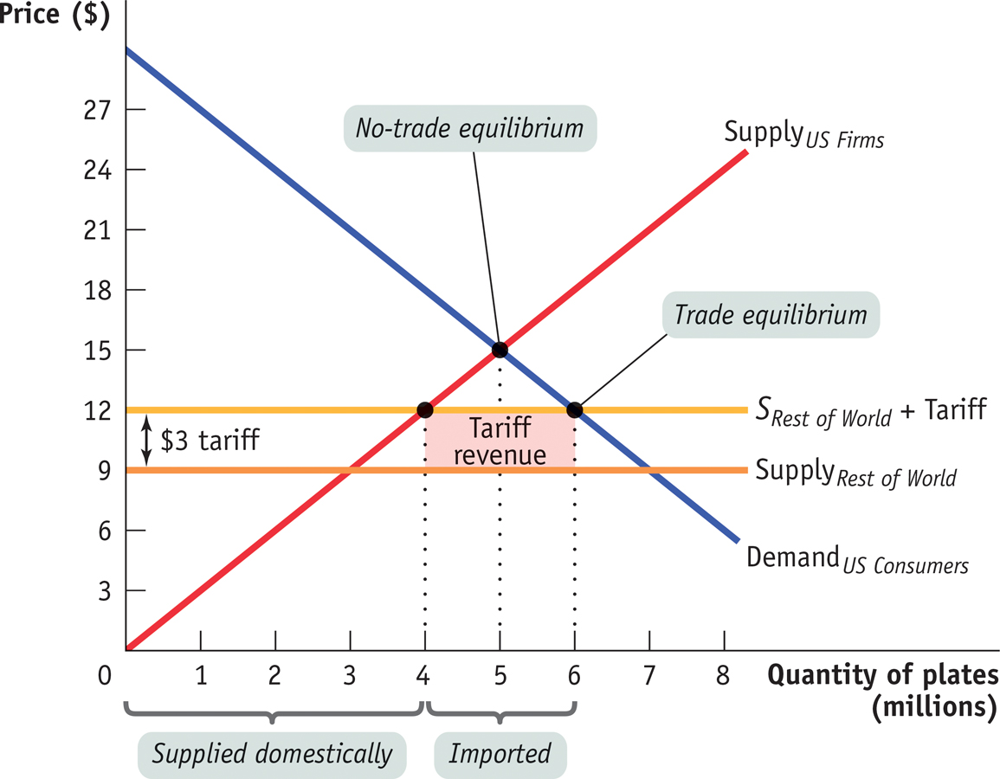 Price ($)
27
24
21
18
15
12
9
6
3
0
1
2
3
4
5
6
7
8
No-trade equilibrium
Supply US Firms
Trade equilibrium
S Rest of World + Tariff
$3 tariff
Tariff
revenue
Supply Rest of World
Demand US Consumers
Quantity of plates
(millions)
Supplied domestically
Imported